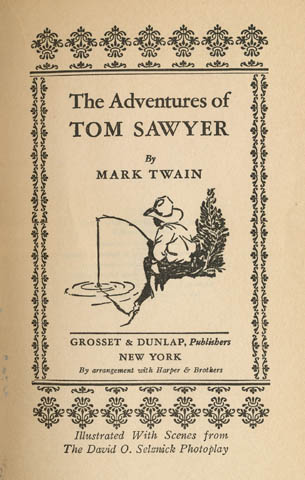 The Adventures of
TOM SAWYER
By
MARK TWAIN
GROSSET & DUNLAP, Publishers
NEW YORK
By arrangement with Harper & Brothers
Illustrated With Scenes from
The David O. Selznick Photoplay